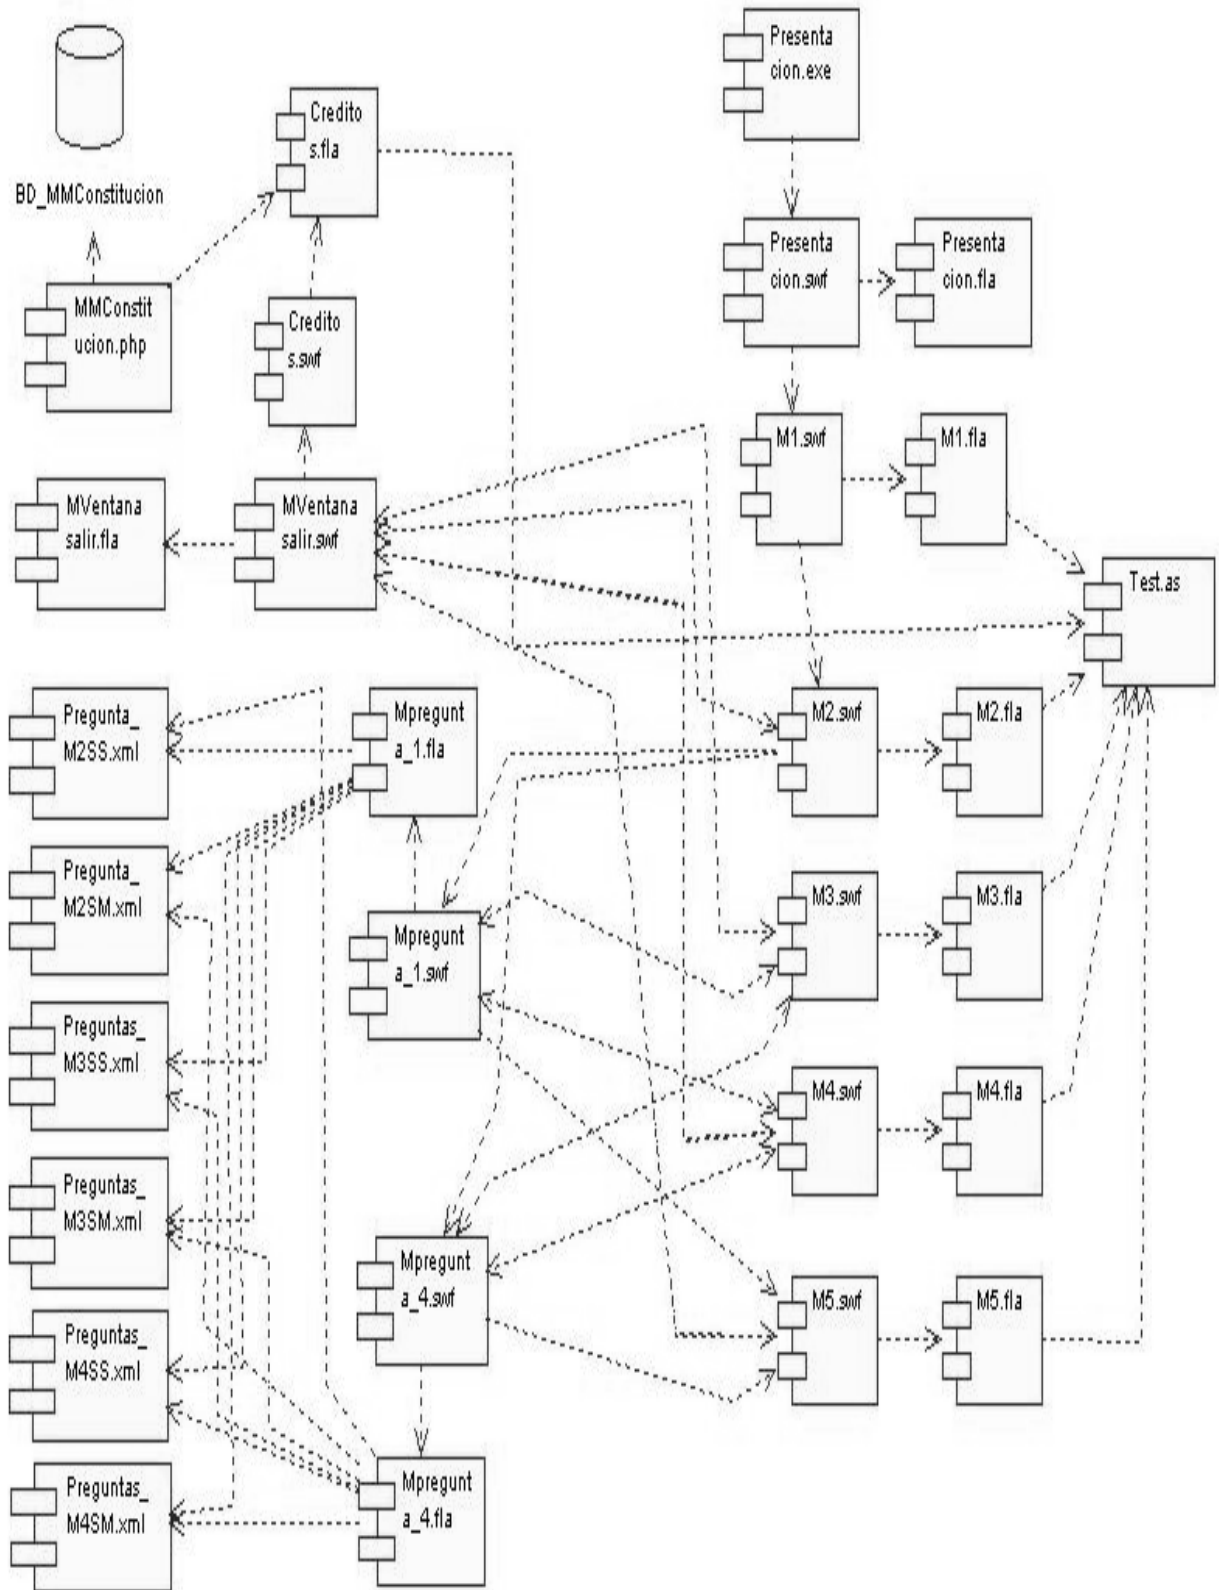 Presenta
cion.exe
Credito
s.fla
BD_MMConstitucion
Presenta
cion.swf
Presenta
cion.fla
MMConstit
ucion.php
Credito
s.swf
M1.swf
M1.fla
MVentana
salir.fla
MVentana
salir.swf
Test.as
Pregunta_
M2SS.xml
Mpregunt
a_1.fla
M2.swf
M2.fla
Pregunta_
M2SM.xml
M3.swf
M3.fla
Mpregunt
a_1.swf
Preguntas_
M3SS.xml
M4.swf
M4.fla
Preguntas_
M3SM.xml
Mpregunt
a_4.swf
M5.swf
M5.fla
Preguntas_
M4SS.xml
Preguntas_
M4SM.xml
Mpregunt
a_4.fla